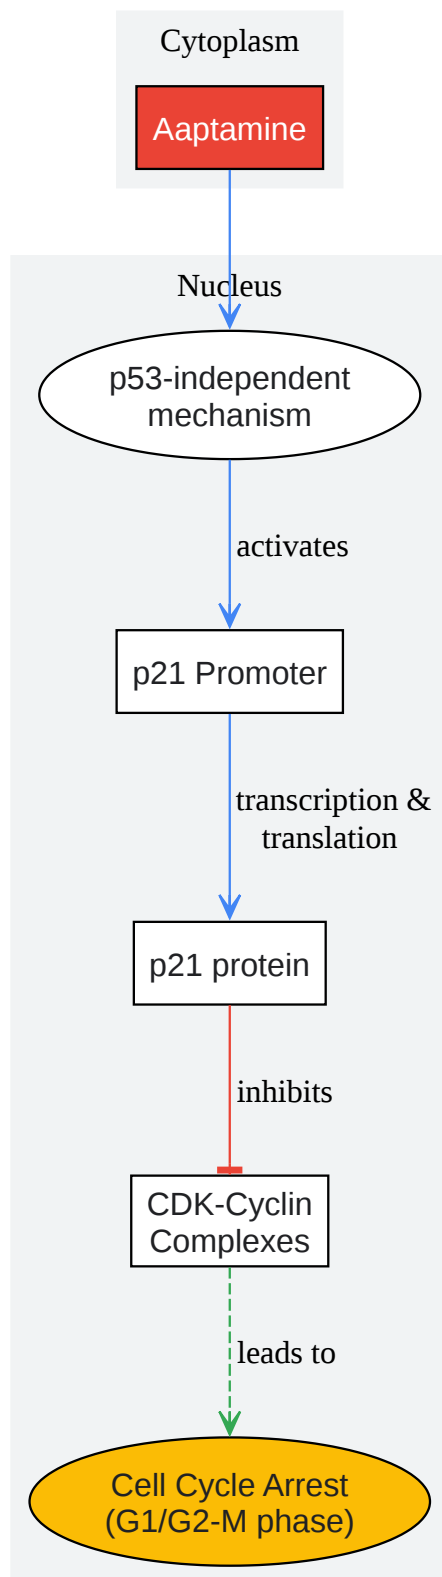 Cytoplasm
Aaptamine
Nucleus
p53-independent
mechanism
activates
p21 Promoter
transcription &
translation
p21 protein
inhibits
CDK-Cyclin
Complexes
leads to
Cell Cycle Arrest
(G1/G2-M phase)